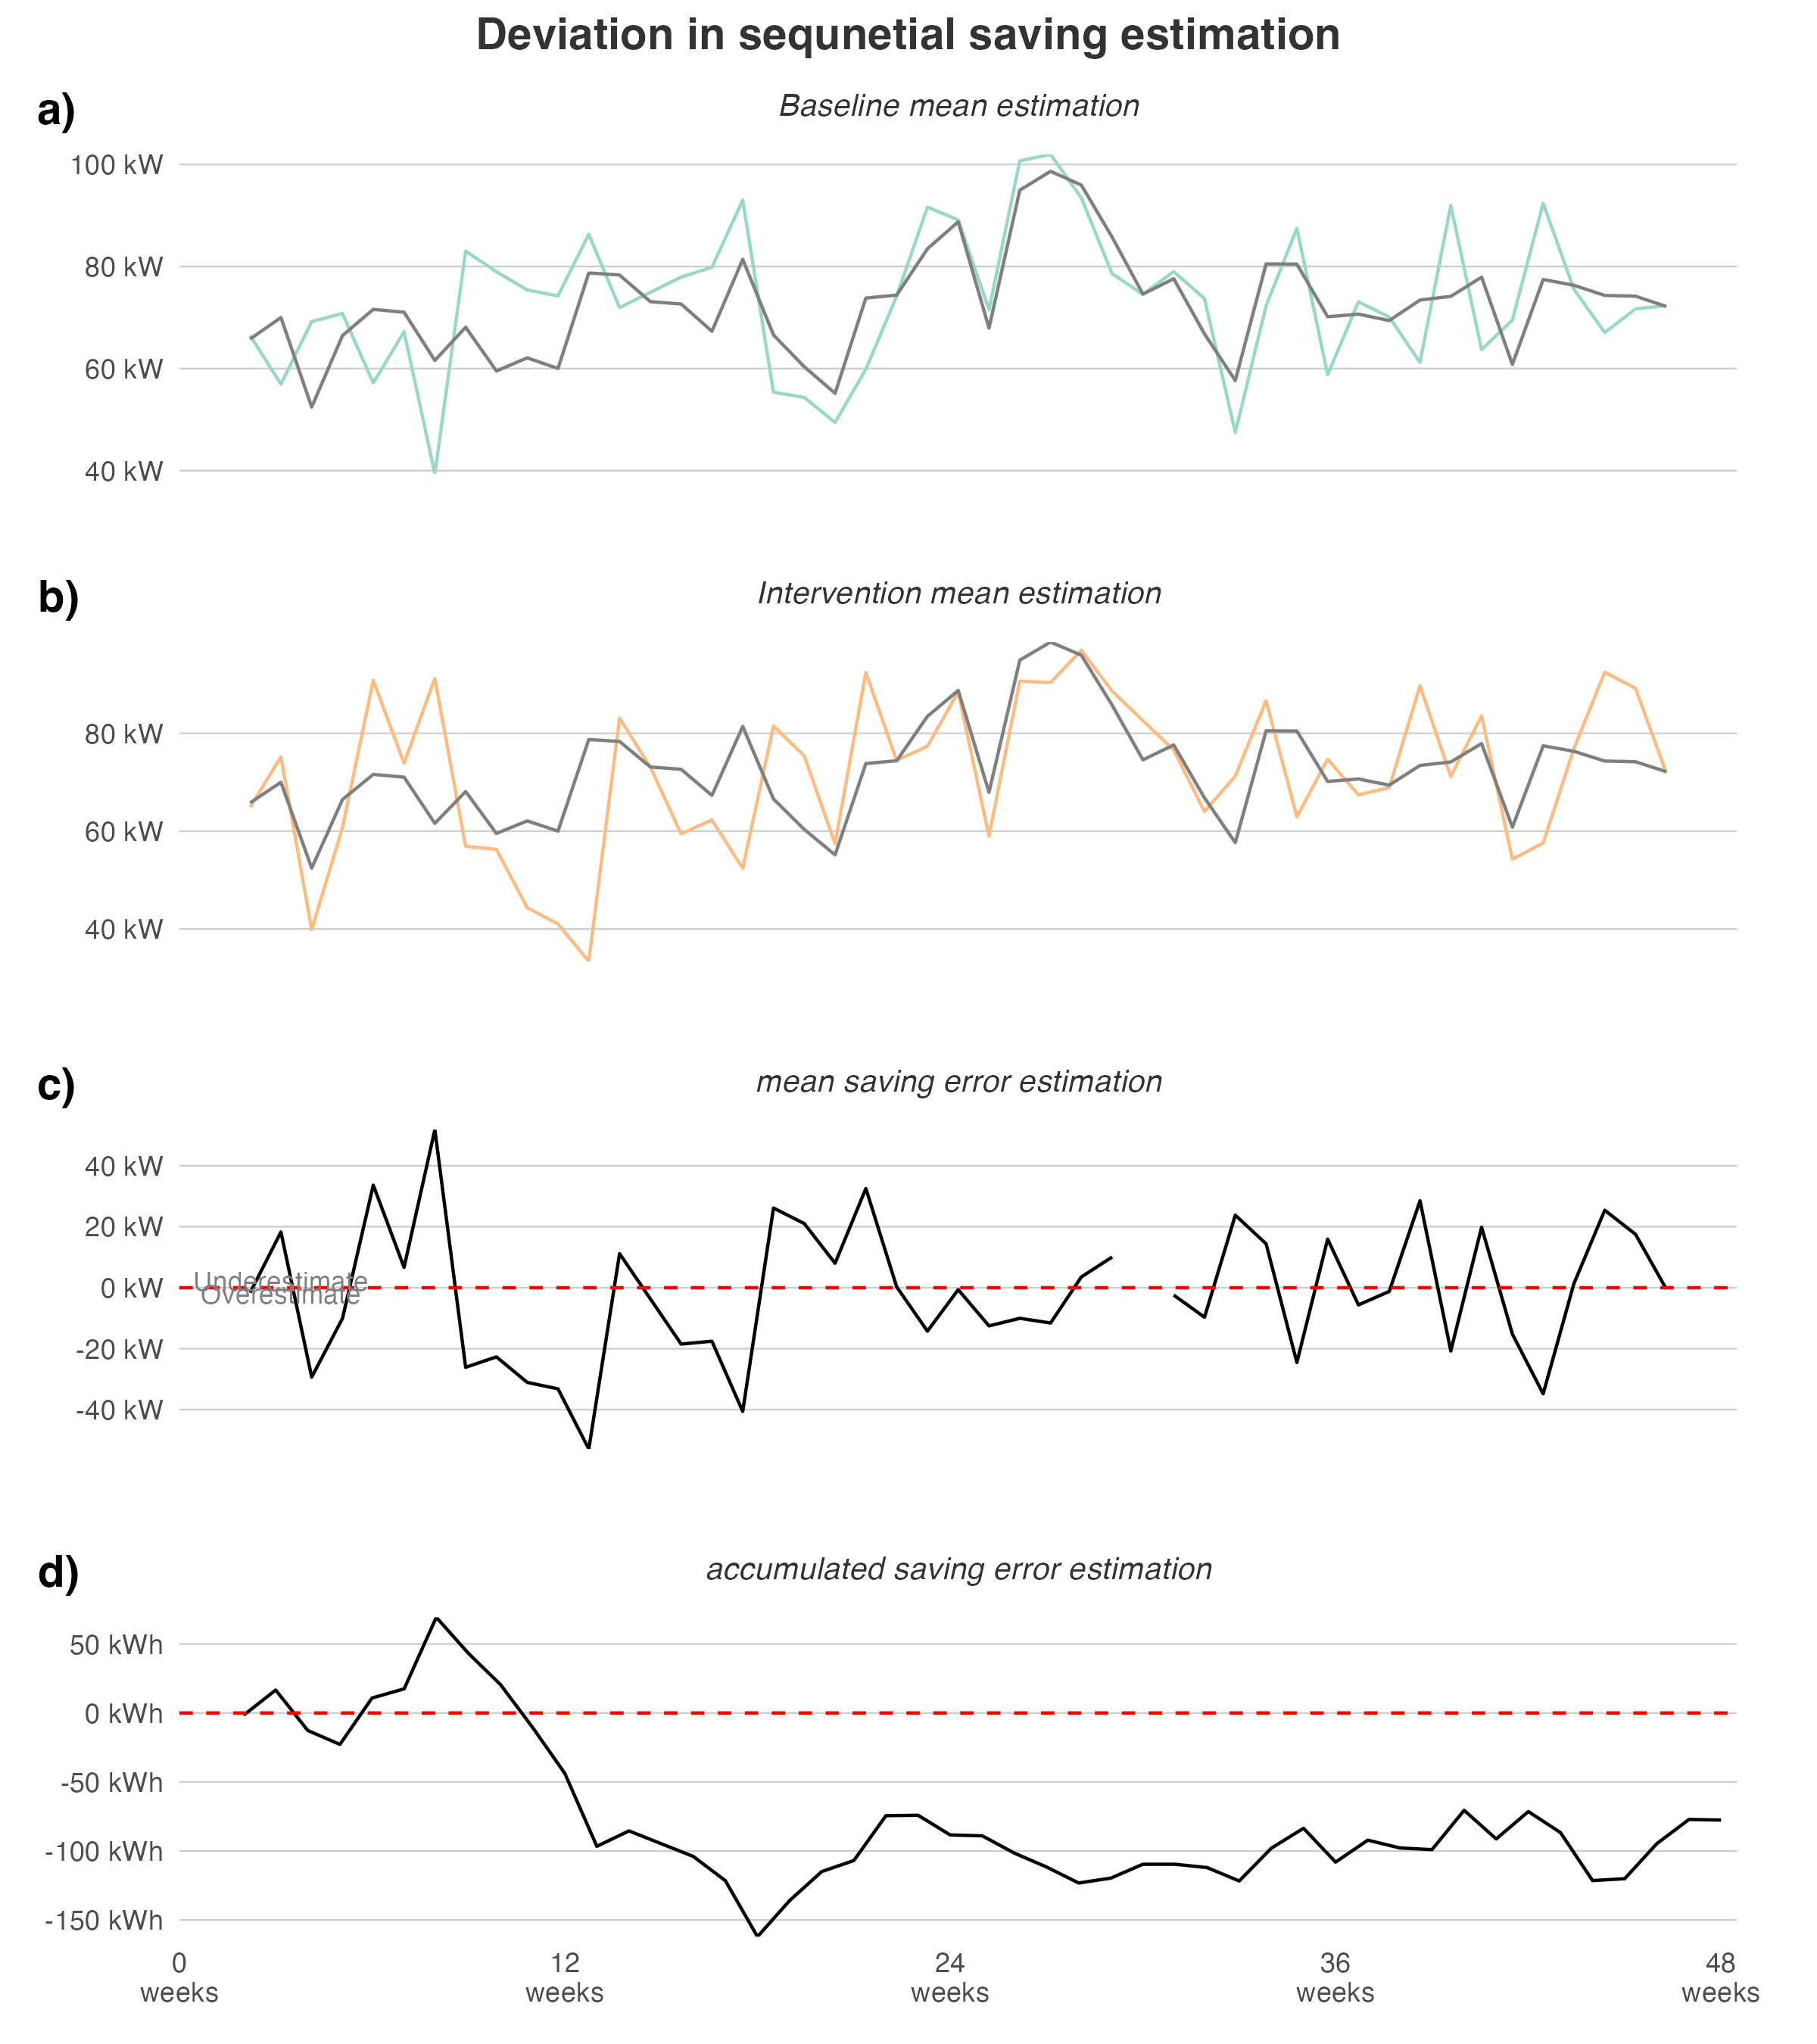 Deviation in sequnetial saving estimation
a)
Baseline mean estimation
100 kW
80 kW
60 kW
40 kW
b)
Intervention mean estimation
80 kW
60 kW
40 kW
c)
mean saving error estimation
40 kW
20 kW
0 kW
-20 kW
-40 kW
Underestimate
Overestimate
d)
accumulated saving error estimation
50 kWh
0 kWh
-50 kWh
-100 kWh
-150 kWh
0 12 24 36 48
weeks weeks weeks weeks weeks